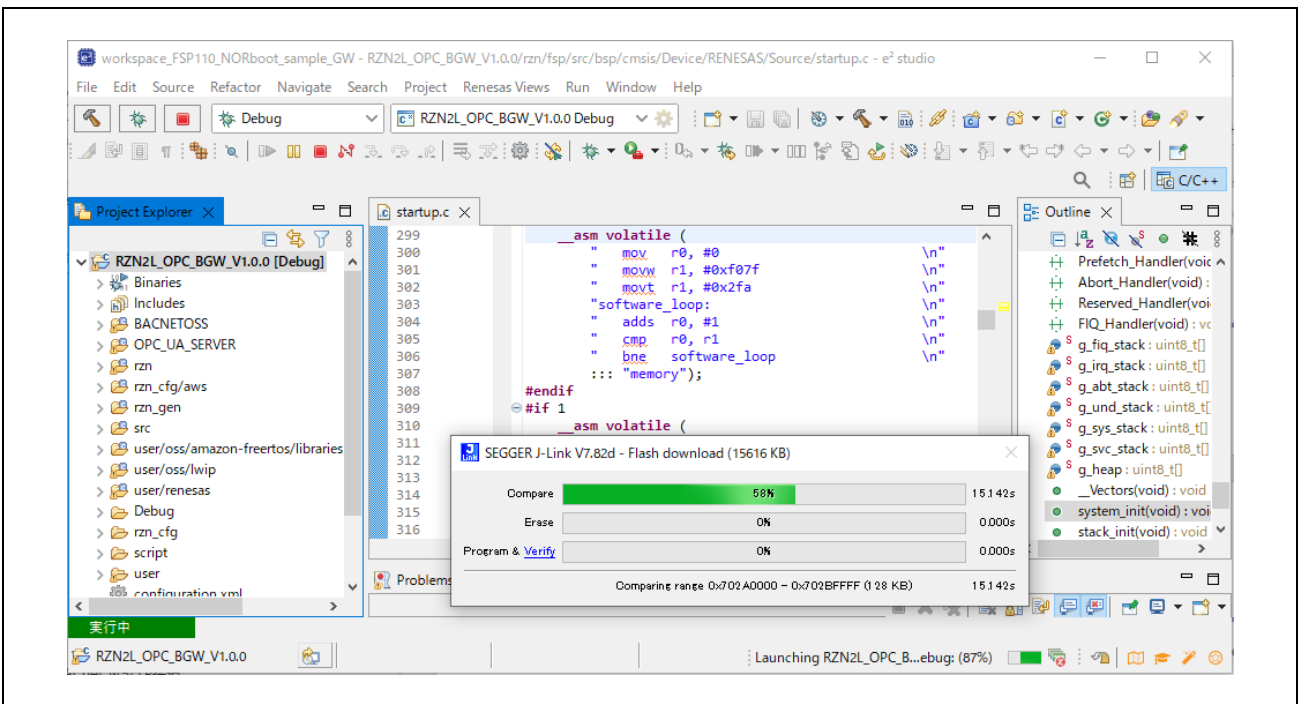 workspace_FSP110_NORboot_sample_GW - RZN2L_OPC_BGW_V1.0.0/rzn/fsp/src/bsp/cmsis/Device/RENESAS/Source/startup.c - e² studio
File Edit Source Refactor Navigate Search Project Renesas Views Run Window Help
Debug
RZN2L_OPC_BGW_V1.0.0 Debug
C/C++
Project Explorer
RZN2L_OPC_BGW_V1.0.0 [Debug]
Binaries
Includes
BACNETOSS
OPC_UA_SERVER
rzn
rzn_cfg/aws
rzn_gen
src
user/oss/amazon-freertos/libraries
user/oss/lwip
user/renesas
Debug
rzn_cfg
script
user
configuration.xml
startup.c
299 __asm volatile (
300 " mov r0, #0 \n"
301 " movw r1, #0xf07f \n"
302 " movt r1, #0x2fa \n"
303 "software_loop: \n"
304 " adds r0, #1 \n"
305 " cmp r0, r1 \n"
306 " bne software_loop \n"
307 ::: "memory");
308 #endif
309 #if 1
310 __asm volatile (
311
312
313
314
315
316
Outline
Prefetch_Handler(voic
Abort_Handler(void) :
Reserved_Handler(voi
FIQ_Handler(void) : vc
g_fiq_stack : uint8_t[]
g_irq_stack : uint8_t[]
g_abt_stack : uint8_t[]
g_und_stack : uint8_t[
g_sys_stack : uint8_t[]
g_svc_stack : uint8_t[]
g_heap : uint8_t[]
__Vectors(void) : void
system_init(void) : voi
stack_init(void) : void
SEGGER J-Link V7.82d - Flash download (15616 KB)
Compare 58% 15.142s
Erase 0% 0.000s
Program & Verify 0% 0.000s
Comparing range 0x702A0000 - 0x702BFFFF (128 KB) 15.142s
Problems
実行中
RZN2L_OPC_BGW_V1.0.0
Launching RZN2L_OPC_B...ebug: (87%)